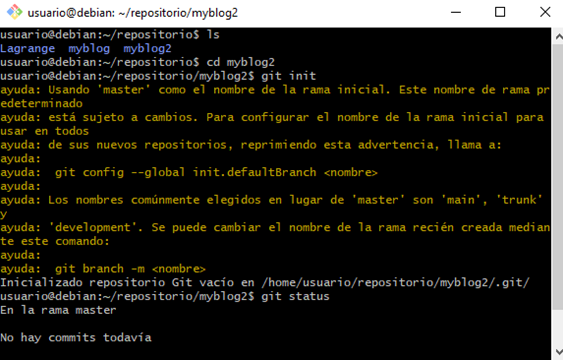 usuario@debian: ~/repositorio/myblog2
usuario@debian:~/repositorio$ ls
Lagrange  myblog  myblog2
usuario@debian:~/repositorio$ cd myblog2
usuario@debian:~/repositorio/myblog2$ git init
ayuda: Usando 'master' como el nombre de la rama inicial. Este nombre de rama pr
edeterminado
ayuda: está sujeto a cambios. Para configurar el nombre de la rama inicial para
usar en todos
ayuda: de sus nuevos repositorios, reprimiendo esta advertencia, llama a:
ayuda:
ayuda:  git config --global init.defaultBranch <nombre>
ayuda:
ayuda: Los nombres comúnmente elegidos en lugar de 'master' son 'main', 'trunk'
y
ayuda: 'development'. Se puede cambiar el nombre de la rama recién creada median
te este comando:
ayuda:
ayuda:  git branch -m <nombre>
Inicializado repositorio Git vacío en /home/usuario/repositorio/myblog2/.git/
usuario@debian:~/repositorio/myblog2$ git status
En la rama master

No hay commits todavía